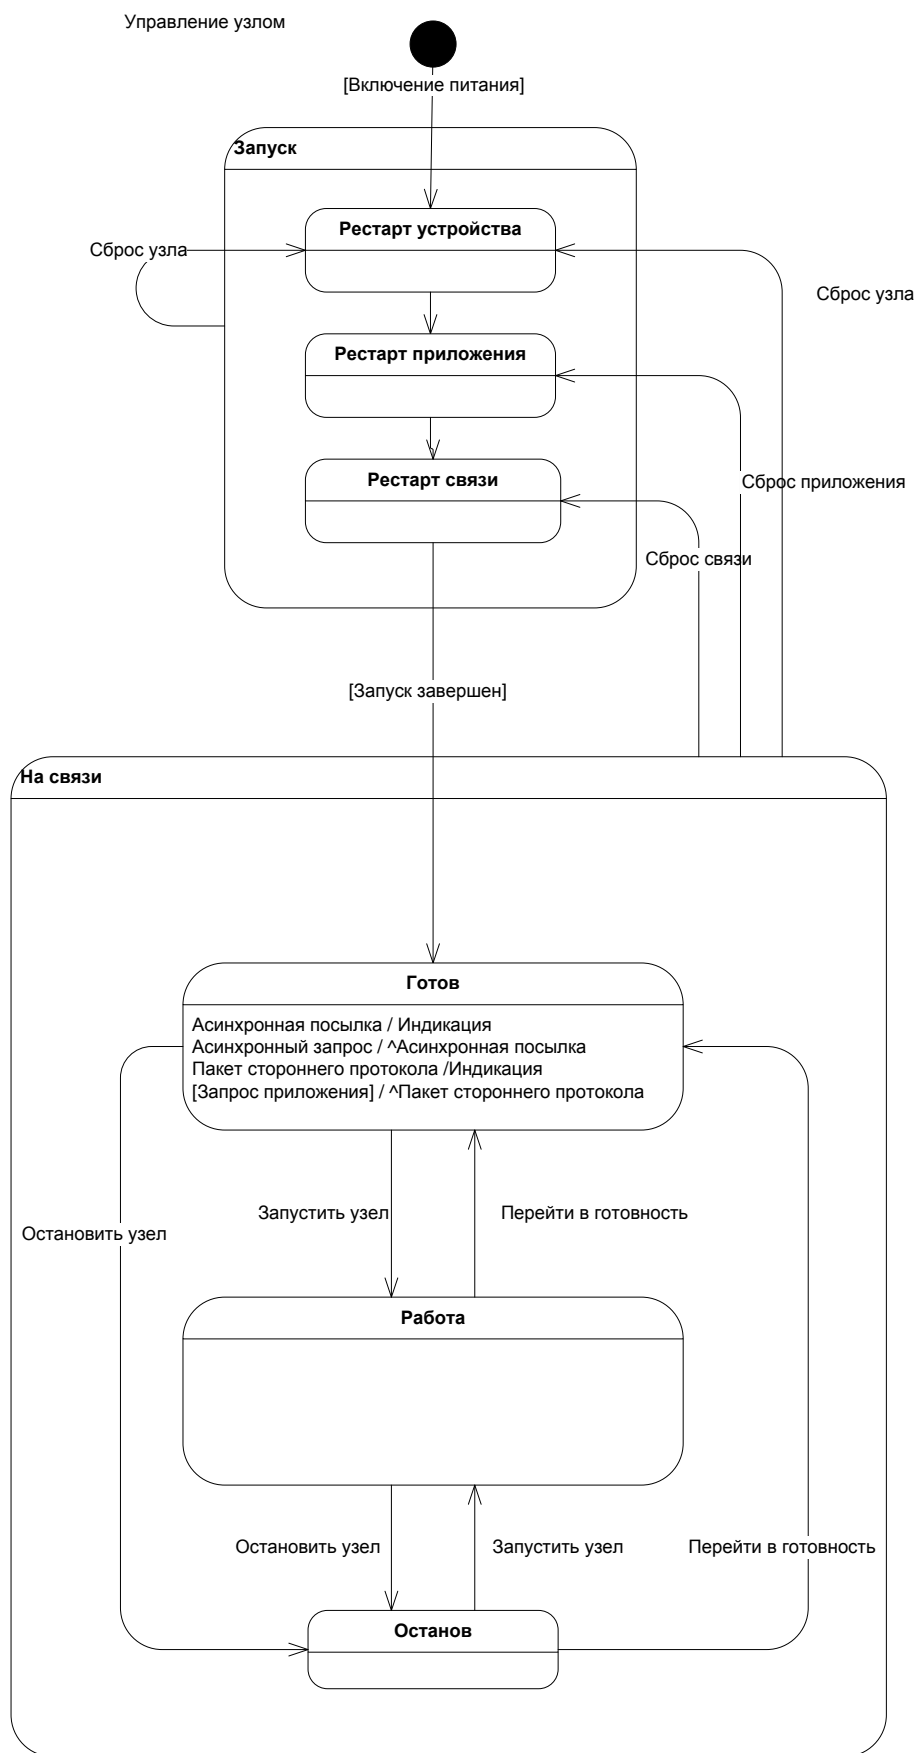 Управление узлом
[Включение питания]
Запуск
Рестарт устройства
Сброс узла
Сброс узла
Рестарт приложения
Рестарт связи
Сброс приложения
Сброс связи
[Запуск завершен]
На связи
Готов
Асинхронная посылка / Индикация
Асинхронный запрос / ^Асинхронная посылка
Пакет стороннего протокола /Индикация
[Запрос приложения] / ^Пакет стороннего протокола
Запустить узел
Перейти в готовность
Остановить узел
Работа
Остановить узел
Запустить узел
Перейти в готовность
Останов